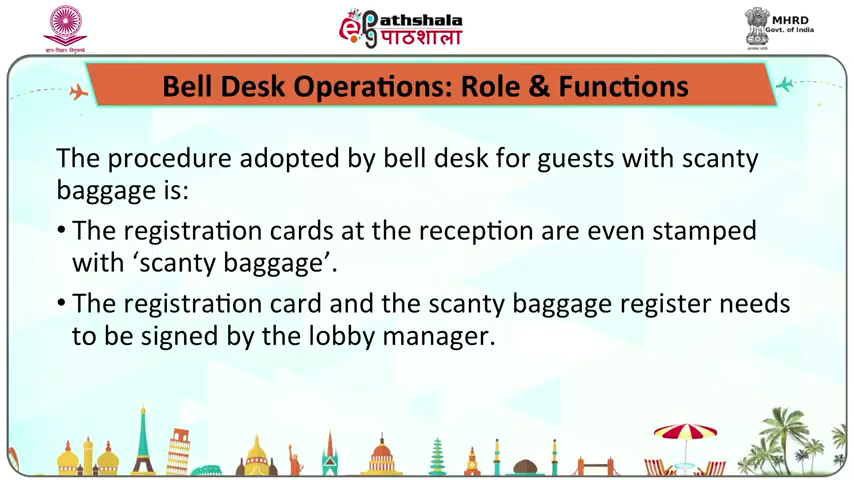 ePathshala
पाठशाला
MHRD
Govt. of India
Bell Desk Operations: Role & Functions
The procedure adopted by bell desk for guests with scanty
baggage is:
• The registration cards at the reception are even stamped
with ‘scanty baggage’.
• The registration card and the scanty baggage register needs
to be signed by the lobby manager.